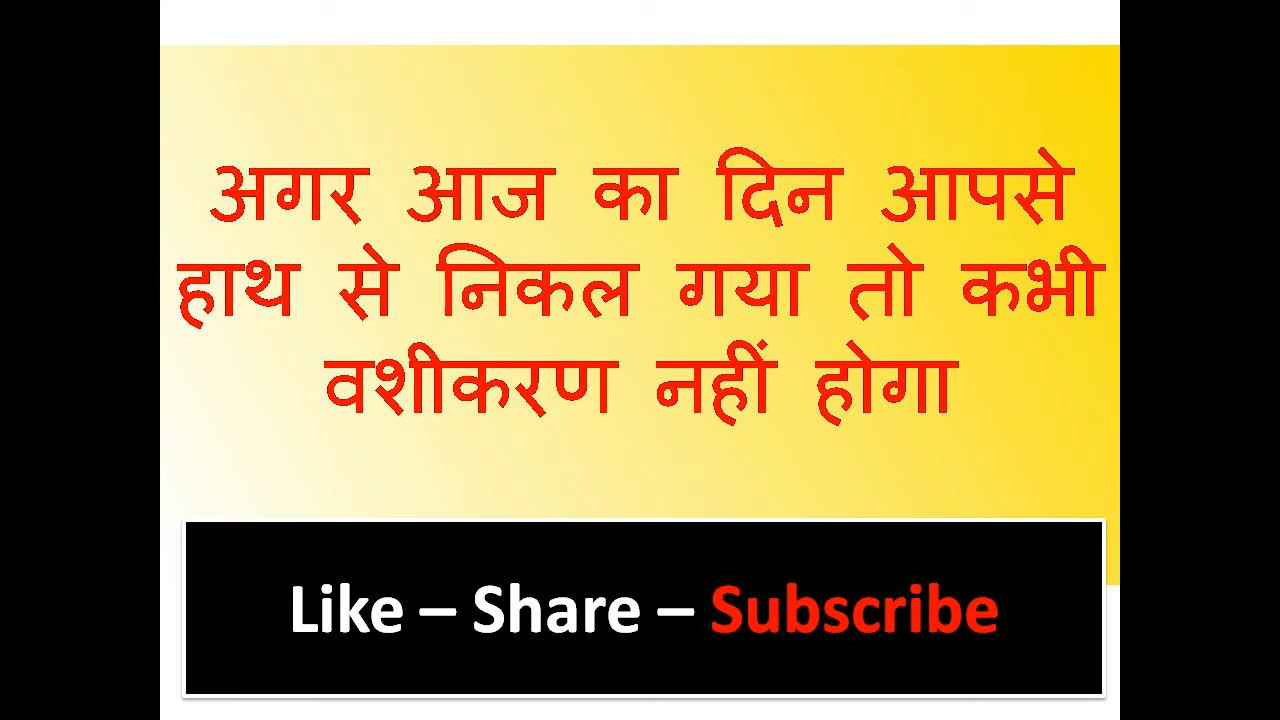 अगर आज का दिन आपसे
हाथ से निकल गया तो कभी
वशीकरण नहीं होगा
Like – Share – Subscribe